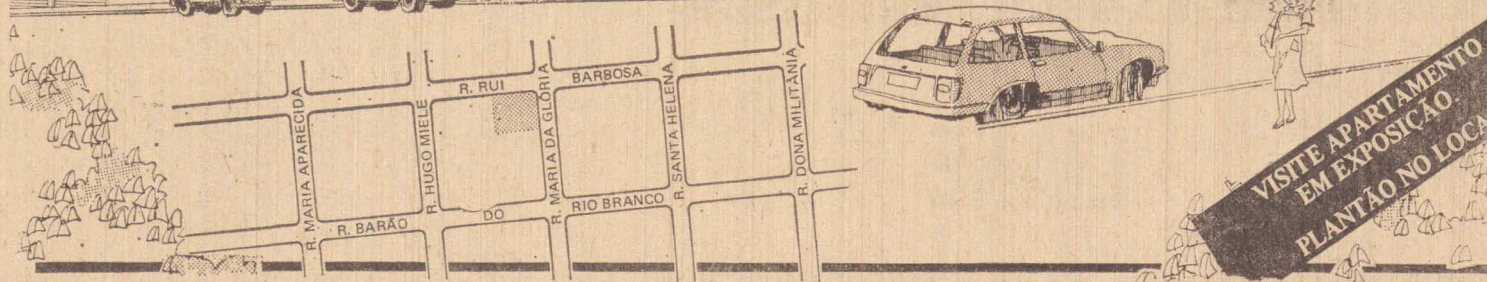 R. RUI BARBOSA
R. MARIA APARECIDA
R. HUGO MIELE
R. MARIA DA GLÓRIA
R. SANTA HELENA
R. DONA MILITÂNIA
R. BARÃO DO RIO BRANCO
VISITE APARTAMENTO
EM EXPOSIÇÃO.
PLANTÃO NO LOCA